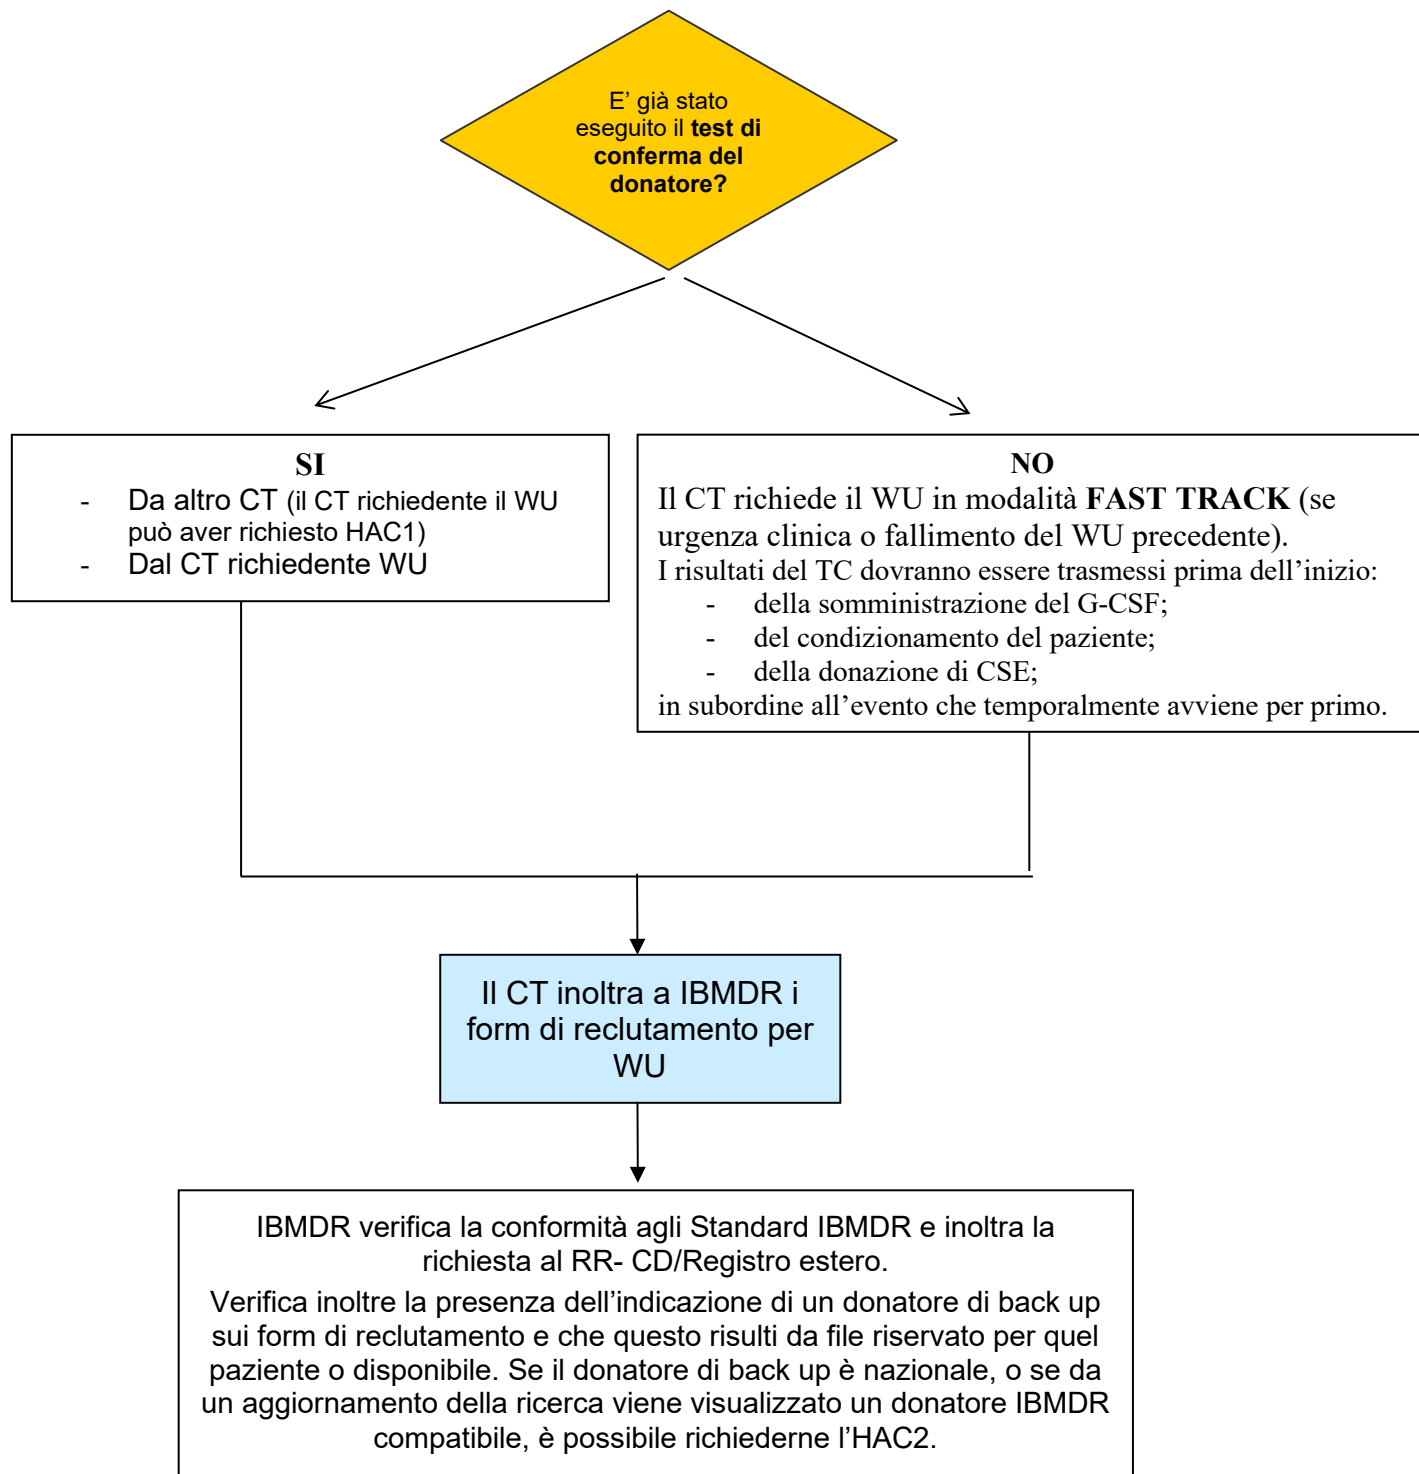 E’ già stato
eseguito il test di
conferma del
donatore?
SI
- Da altro CT (il CT richiedente il WU
può aver richiesto HAC1)
- Dal CT richiedente WU
NO
Il CT richiede il WU in modalità FAST TRACK (se
urgenza clinica o fallimento del WU precedente).
I risultati del TC dovranno essere trasmessi prima dell’inizio:
- della somministrazione del G-CSF;
- del condizionamento del paziente;
- della donazione di CSE;
in subordine all’evento che temporalmente avviene per primo.
Il CT inoltra a IBMDR i
form di reclutamento per
WU
IBMDR verifica la conformità agli Standard IBMDR e inoltra la
richiesta al RR- CD/Registro estero.
Verifica inoltre la presenza dell’indicazione di un donatore di back up
sui form di reclutamento e che questo risulti da file riservato per quel
paziente o disponibile. Se il donatore di back up è nazionale, o se da
un aggiornamento della ricerca viene visualizzato un donatore IBMDR
compatibile, è possibile richiederne l’HAC2.